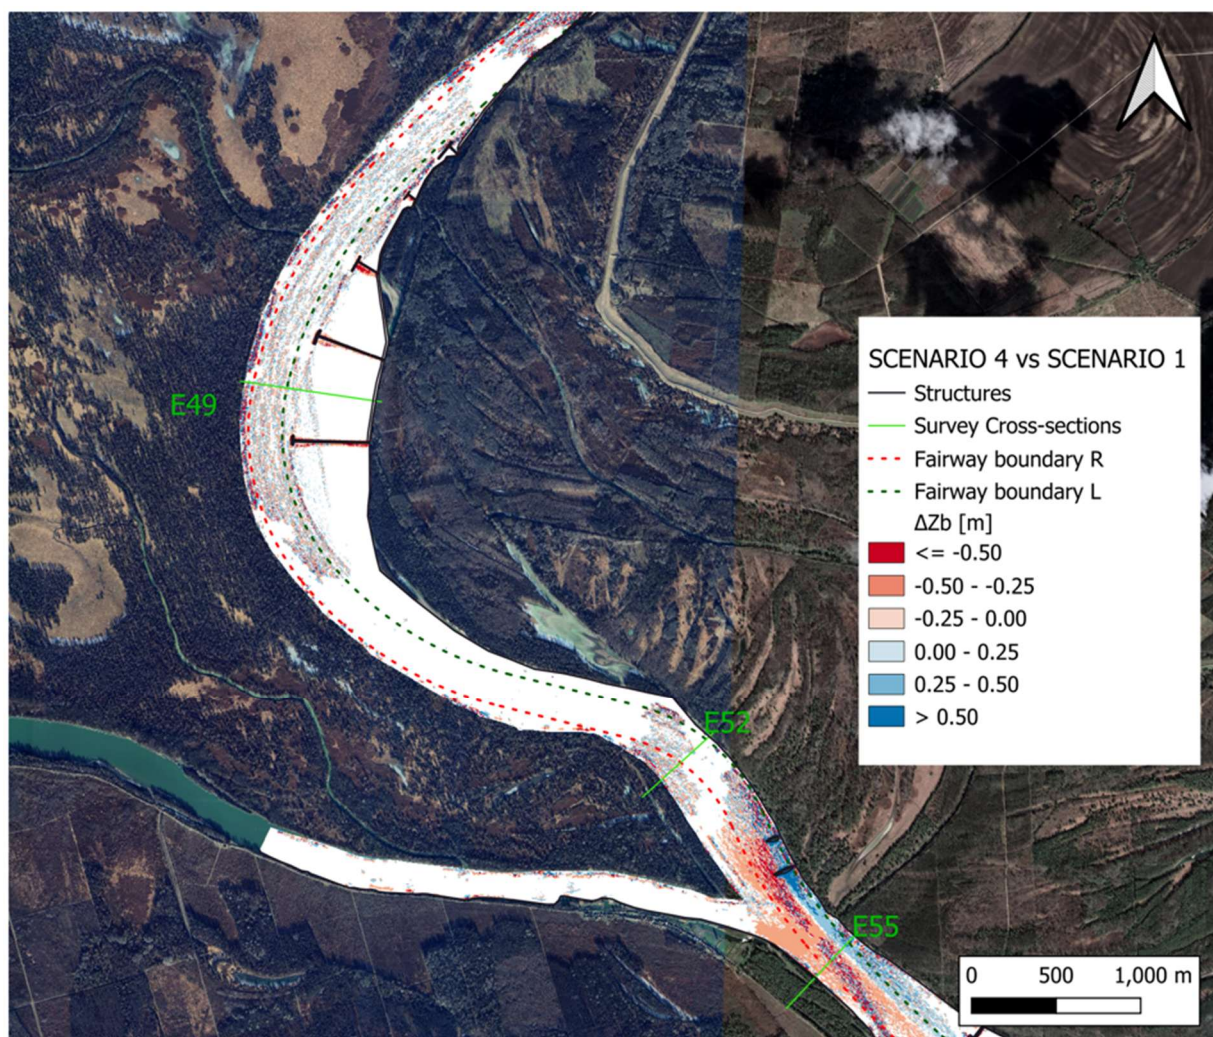 E49
SCENARIO 4 vs SCENARIO 1
Structures
Survey Cross-sections
Fairway boundary R
Fairway boundary L
ΔZb [m]
<= -0.50
-0.50 - -0.25
-0.25 - 0.00
0.00 - 0.25
0.25 - 0.50
> 0.50
E52
E55
0 500 1,000 m